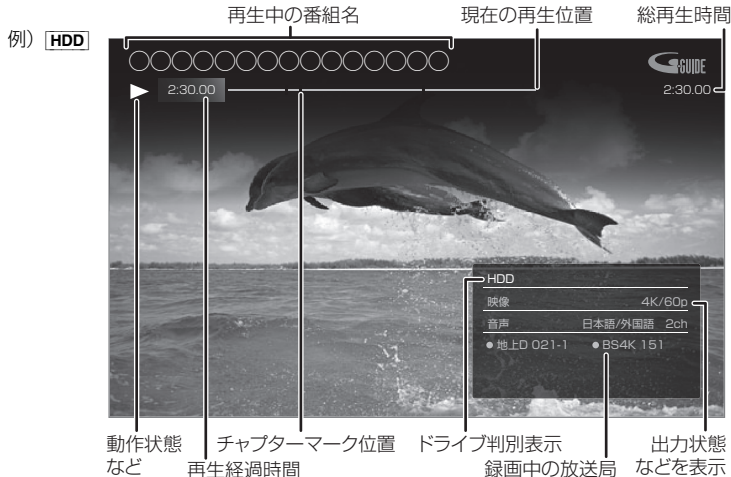 再生中の番組名
現在の再生位置
総再生時間
例) HDD
○○○○○○○○○○○○○○○
G-GUIDE
2:30.00
2:30.00
HDD
映像 4K/60p
音声 日本語/外国語 2ch
● 地上D 021-1 ● BS4K 151
動作状態
など
再生経過時間
チャプターマーク位置
ドライブ判別表示
録画中の放送局
出力状態
などを表示